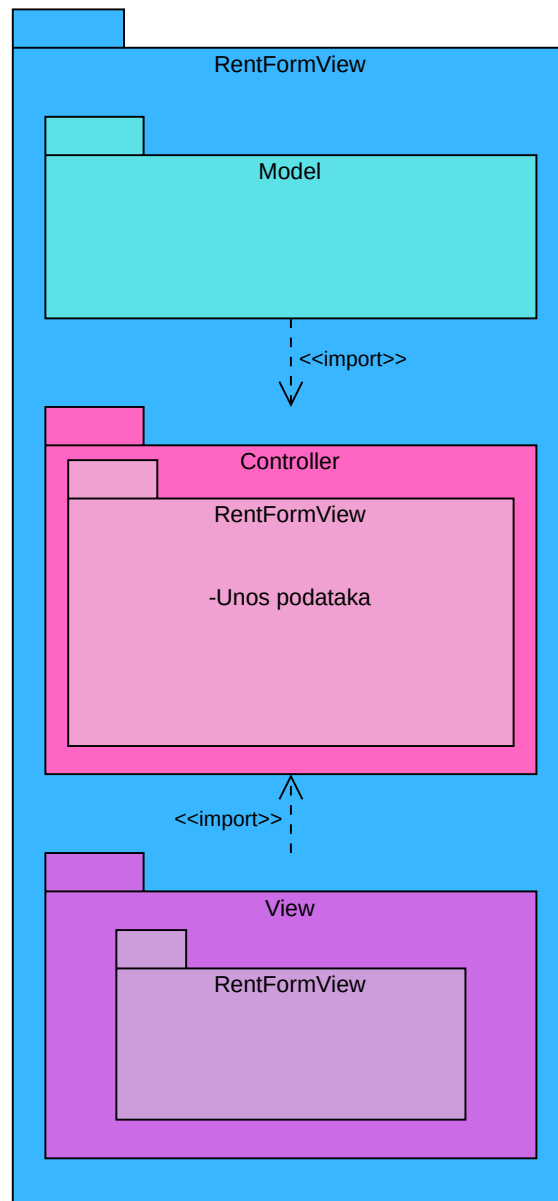 RentFormView
Model
<<import>>
Controller
RentFormView
-Unos podataka
<<import>>
View
RentFormView